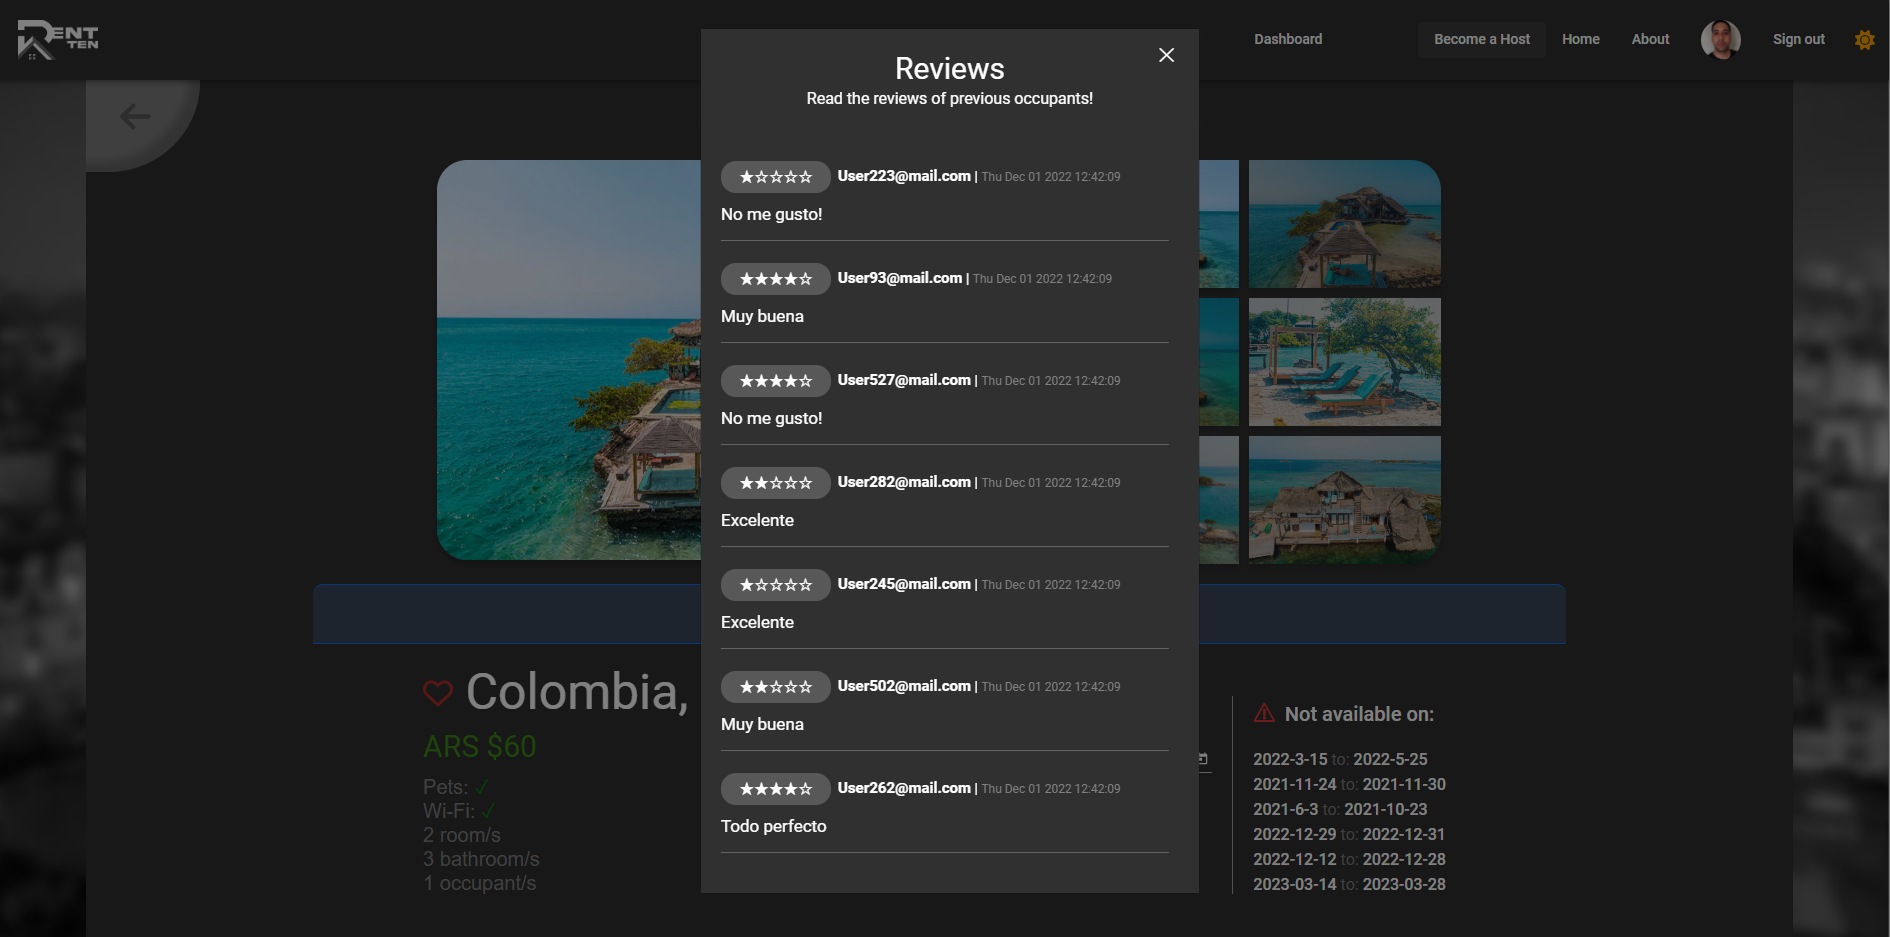 RENT
TEN
Dashboard
Become a Host
Home
About
Sign out
Reviews
Read the reviews of previous occupants!
★☆☆☆☆ User223@mail.com | Thu Dec 01 2022 12:42:09
No me gusto!
★★★★☆ User93@mail.com | Thu Dec 01 2022 12:42:09
Muy buena
★★★★☆ User527@mail.com | Thu Dec 01 2022 12:42:09
No me gusto!
★★☆☆☆ User282@mail.com | Thu Dec 01 2022 12:42:09
Excelente
★☆☆☆☆ User245@mail.com | Thu Dec 01 2022 12:42:09
Excelente
★★☆☆☆ User502@mail.com | Thu Dec 01 2022 12:42:09
Muy buena
★★★★☆ User262@mail.com | Thu Dec 01 2022 12:42:09
Todo perfecto
Colombia,
ARS $60
Pets: ✓
Wi-Fi: ✓
2 room/s
3 bathroom/s
1 occupant/s
Not available on:
2022-3-15 to: 2022-5-25
2021-11-24 to: 2021-11-30
2021-6-3 to: 2021-10-23
2022-12-29 to: 2022-12-31
2022-12-12 to: 2022-12-28
2023-03-14 to: 2023-03-28